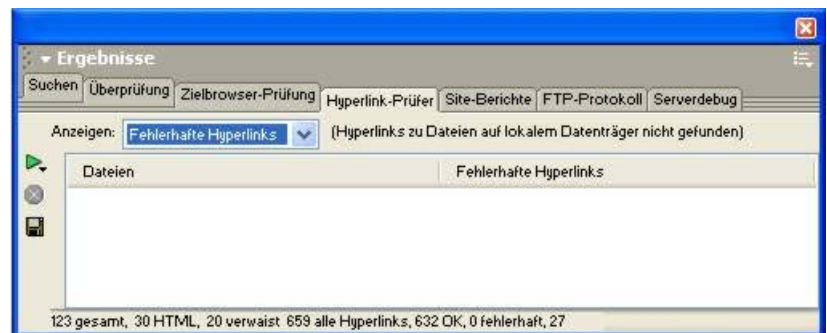 Ergebnisse
Suchen Überprüfung Zielbrowser-Prüfung Hyperlink-Prüfer Site-Berichte FTP-Protokoll Serverdebug
Anzeigen: Fehlerhafte Hyperlinks (Hyperlinks zu Dateien auf lokalem Datenträger nicht gefunden)
Dateien Fehlerhafte Hyperlinks
123 gesamt, 30 HTML, 20 verwaist 659 alle Hyperlinks, 632 OK, 0 fehlerhaft, 27